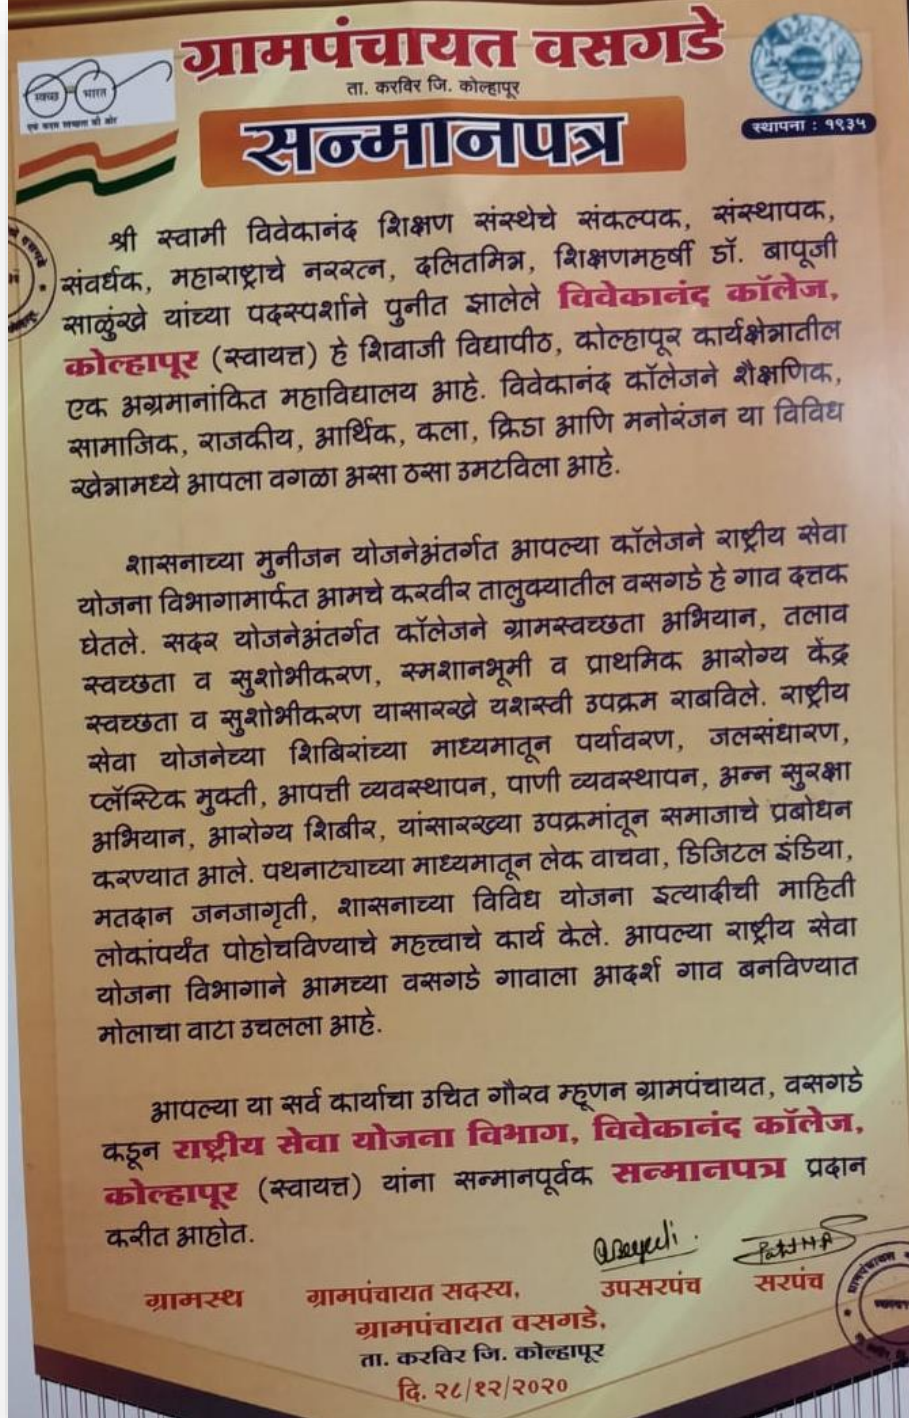 ग्रामपंचायत वसगडे
ता. करविर जि. कोल्हापूर
स्वच्छ भारत
एक कदम स्वच्छता की ओर
स्थापना : १९३५
सन्मानपत्र
श्री स्वामी विवेकानंद शिक्षण संस्थेचे संकल्पक, संस्थापक,
संवर्धक, महाराष्ट्राचे नररत्न, दलितमित्र, शिक्षणमहर्षी डॉ. बापूजी
साळुंखे यांच्या पदस्पर्शाने पुनीत झालेले विवेकानंद कॉलेज,
कोल्हापूर (स्वायत्त) हे शिवाजी विद्यापीठ, कोल्हापूर कार्यक्षेत्रातील
एक अग्रमानांकित महाविद्यालय आहे. विवेकानंद कॉलेजने शैक्षणिक,
सामाजिक, राजकीय, आर्थिक, कला, क्रिडा आणि मनोरंजन या विविध
खेत्रामध्ये आपला वगळा असा ठसा उमटविला आहे.
शासनाच्या मुनीजन योजनेअंतर्गत आपल्या कॉलेजने राष्ट्रीय सेवा
योजना विभागामार्फत आमचे करवीर तालुक्यातील वसगडे हे गाव दत्तक
घेतले. सदर योजनेअंतर्गत कॉलेजने ग्रामस्वच्छता अभियान, तलाव
स्वच्छता व सुशोभीकरण, स्मशानभूमी व प्राथमिक आरोग्य केंद्र
स्वच्छता व सुशोभीकरण यासारखे यशस्वी उपक्रम राबविले. राष्ट्रीय
सेवा योजनेच्या शिबिरांच्या माध्यमातून पर्यावरण, जलसंधारण,
प्लॅस्टिक मुक्ती, आपत्ती व्यवस्थापन, पाणी व्यवस्थापन, अन्न सुरक्षा
अभियान, आरोग्य शिबीर, यांसारख्या उपक्रमांतून समाजाचे प्रबोधन
करण्यात आले. पथनाट्याच्या माध्यमातून लेक वाचवा, डिजिटल इंडिया,
मतदान जनजागृती, शासनाच्या विविध योजना इत्यादीची माहिती
लोकांपर्यंत पोहोचविण्याचे महत्त्वाचे कार्य केले. आपल्या राष्ट्रीय सेवा
योजना विभागाने आमच्या वसगडे गावाला आदर्श गाव बनविण्यात
मोलाचा वाटा उचलला आहे.
आपल्या या सर्व कार्याचा उचित गौरव म्हूणन ग्रामपंचायत, वसगडे
कडून राष्ट्रीय सेवा योजना विभाग, विवेकानंद कॉलेज,
कोल्हापूर (स्वायत्त) यांना सन्मानपूर्वक सन्मानपत्र प्रदान
करीत आहोत.
ग्रामस्थ ग्रामपंचायत सदस्य, उपसरपंच सरपंच
ग्रामपंचायत वसगडे,
ता. करविर जि. कोल्हापूर
दि. २८/१२/२०२०